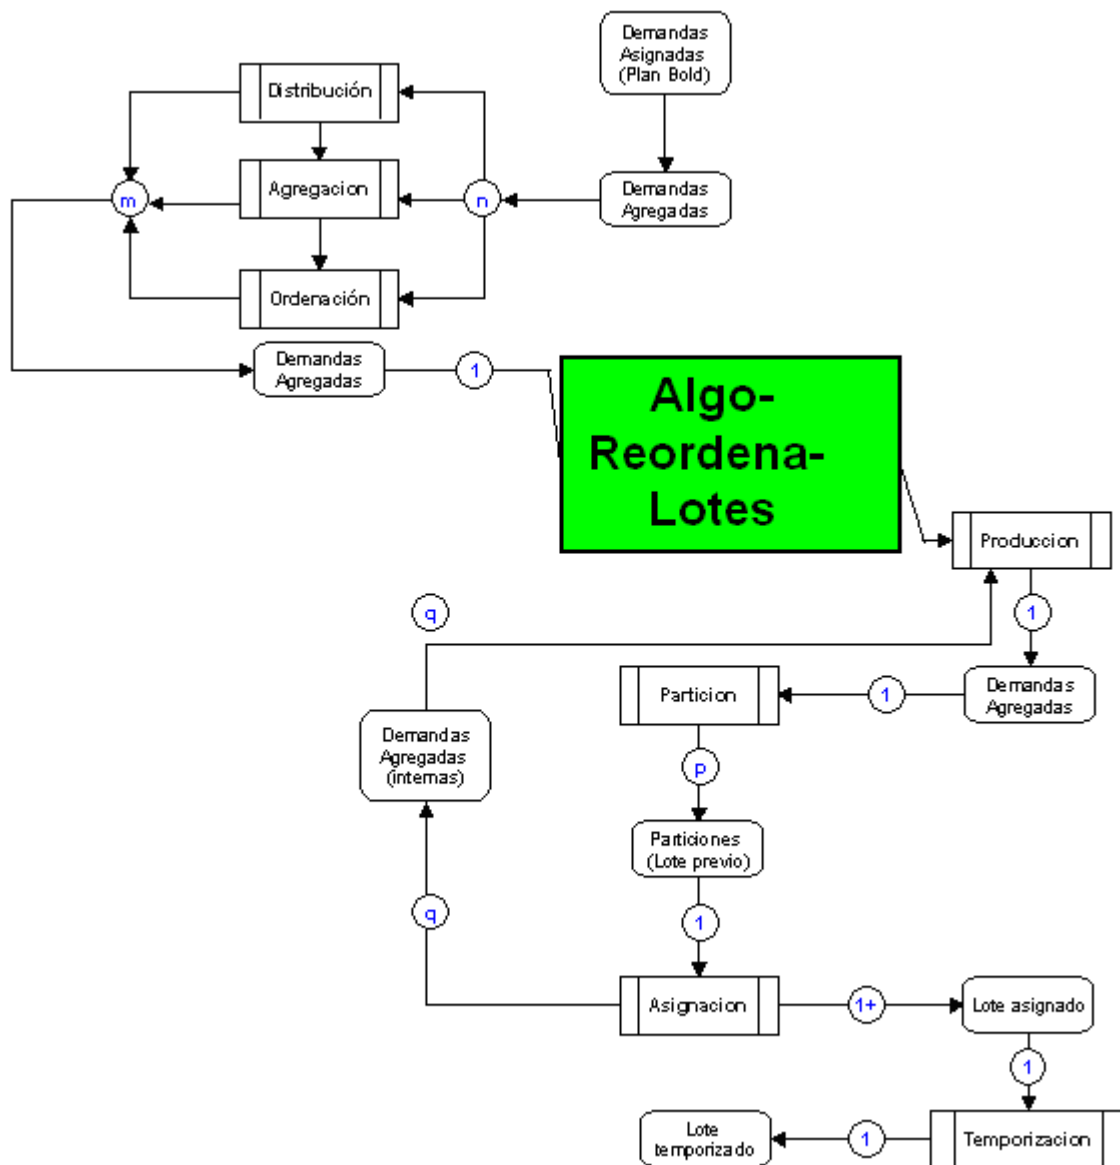 Demandas
Asignadas
(Plan Bold)
Distribución
Agregacion
m
n
Demandas
Agregadas
Ordenación
Demandas
Agregadas
1
Algo-
Reordena-
Lotes
Produccion
q
1
Particion
1
Demandas
Agregadas
Demandas
Agregadas
(internas)
p
Particiones
(Lote previo)
q
1
Asignacion
1+
Lote asignado
1
Lote
temporizado
1
Temporizacion